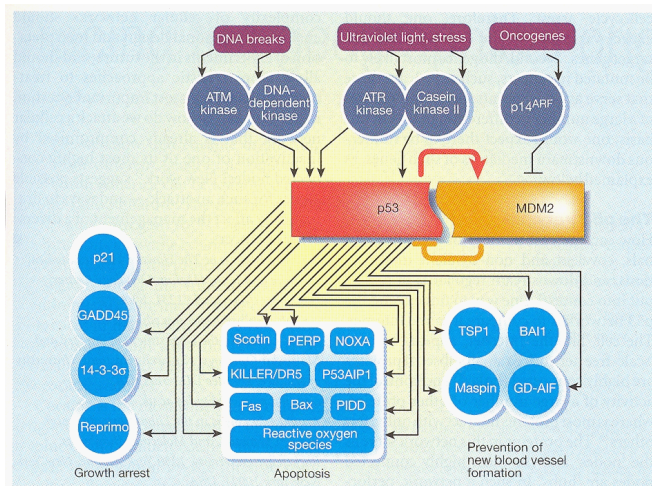 DNA breaks
Ultraviolet light, stress
Oncogenes
ATM
kinase
DNA-
dependent
kinase
ATR
kinase
Casein
kinase II
p14ARF
p53
MDM2
p21
GADD45
14-3-3σ
Reprimo
Growth arrest
Scotin
PERP
NOXA
KILLER/DR5
P53AIP1
Fas
Bax
PIDD
Reactive oxygen
species
Apoptosis
TSP1
BAI1
Maspin
GD-AIF
Prevention of
new blood vessel
formation